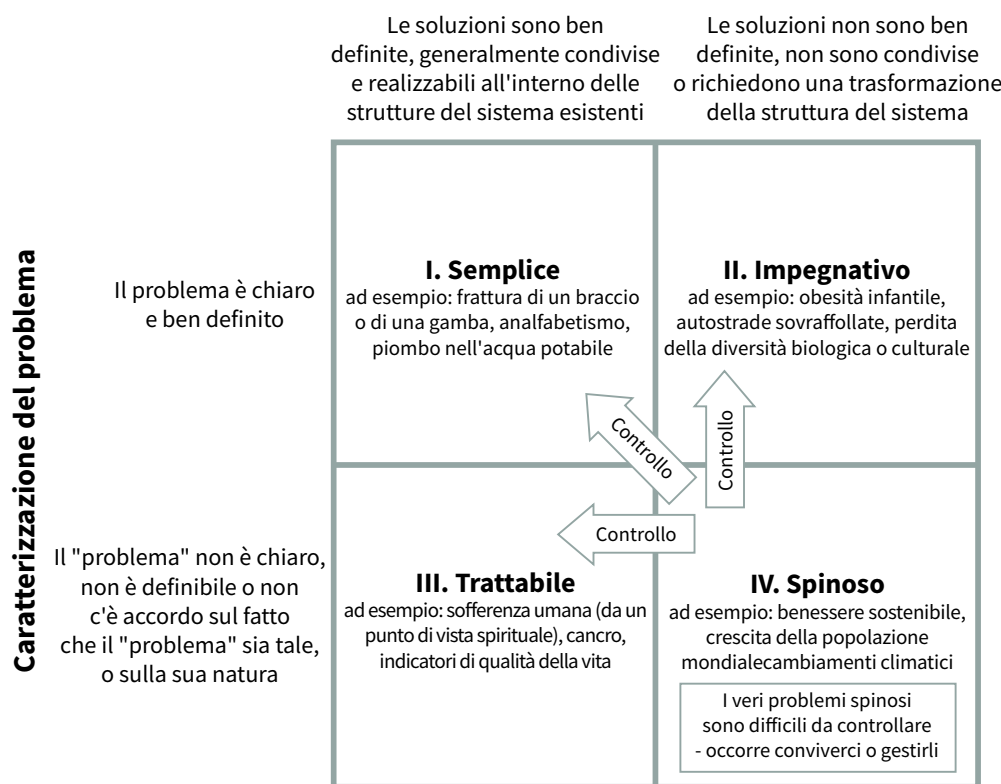 Le soluzioni sono ben
definite, generalmente condivise
e realizzabili all'interno delle
strutture del sistema esistenti
Le soluzioni non sono ben
definite, non sono condivise
o richiedono una trasformazione
della struttura del sistema
Caratterizzazione del problema
Il problema è chiaro
e ben definito
I. Semplice
ad esempio: frattura di un braccio
o di una gamba, analfabetismo,
piombo nell'acqua potabile
II. Impegnativo
ad esempio: obesità infantile,
autostrade sovraffollate, perdita
della diversità biologica o culturale
Controllo
Controllo
Controllo
Il "problema" non è chiaro,
non è definibile o non
c'è accordo sul fatto
che il "problema" sia tale,
o sulla sua natura
III. Trattabile
ad esempio: sofferenza umana (da un
punto di vista spirituale), cancro,
indicatori di qualità della vita
IV. Spinoso
ad esempio: benessere sostenibile,
crescita della popolazione
mondialecambiamenti climatici
I veri problemi spinosi
sono difficili da controllare
- occorre conviverci o gestirli